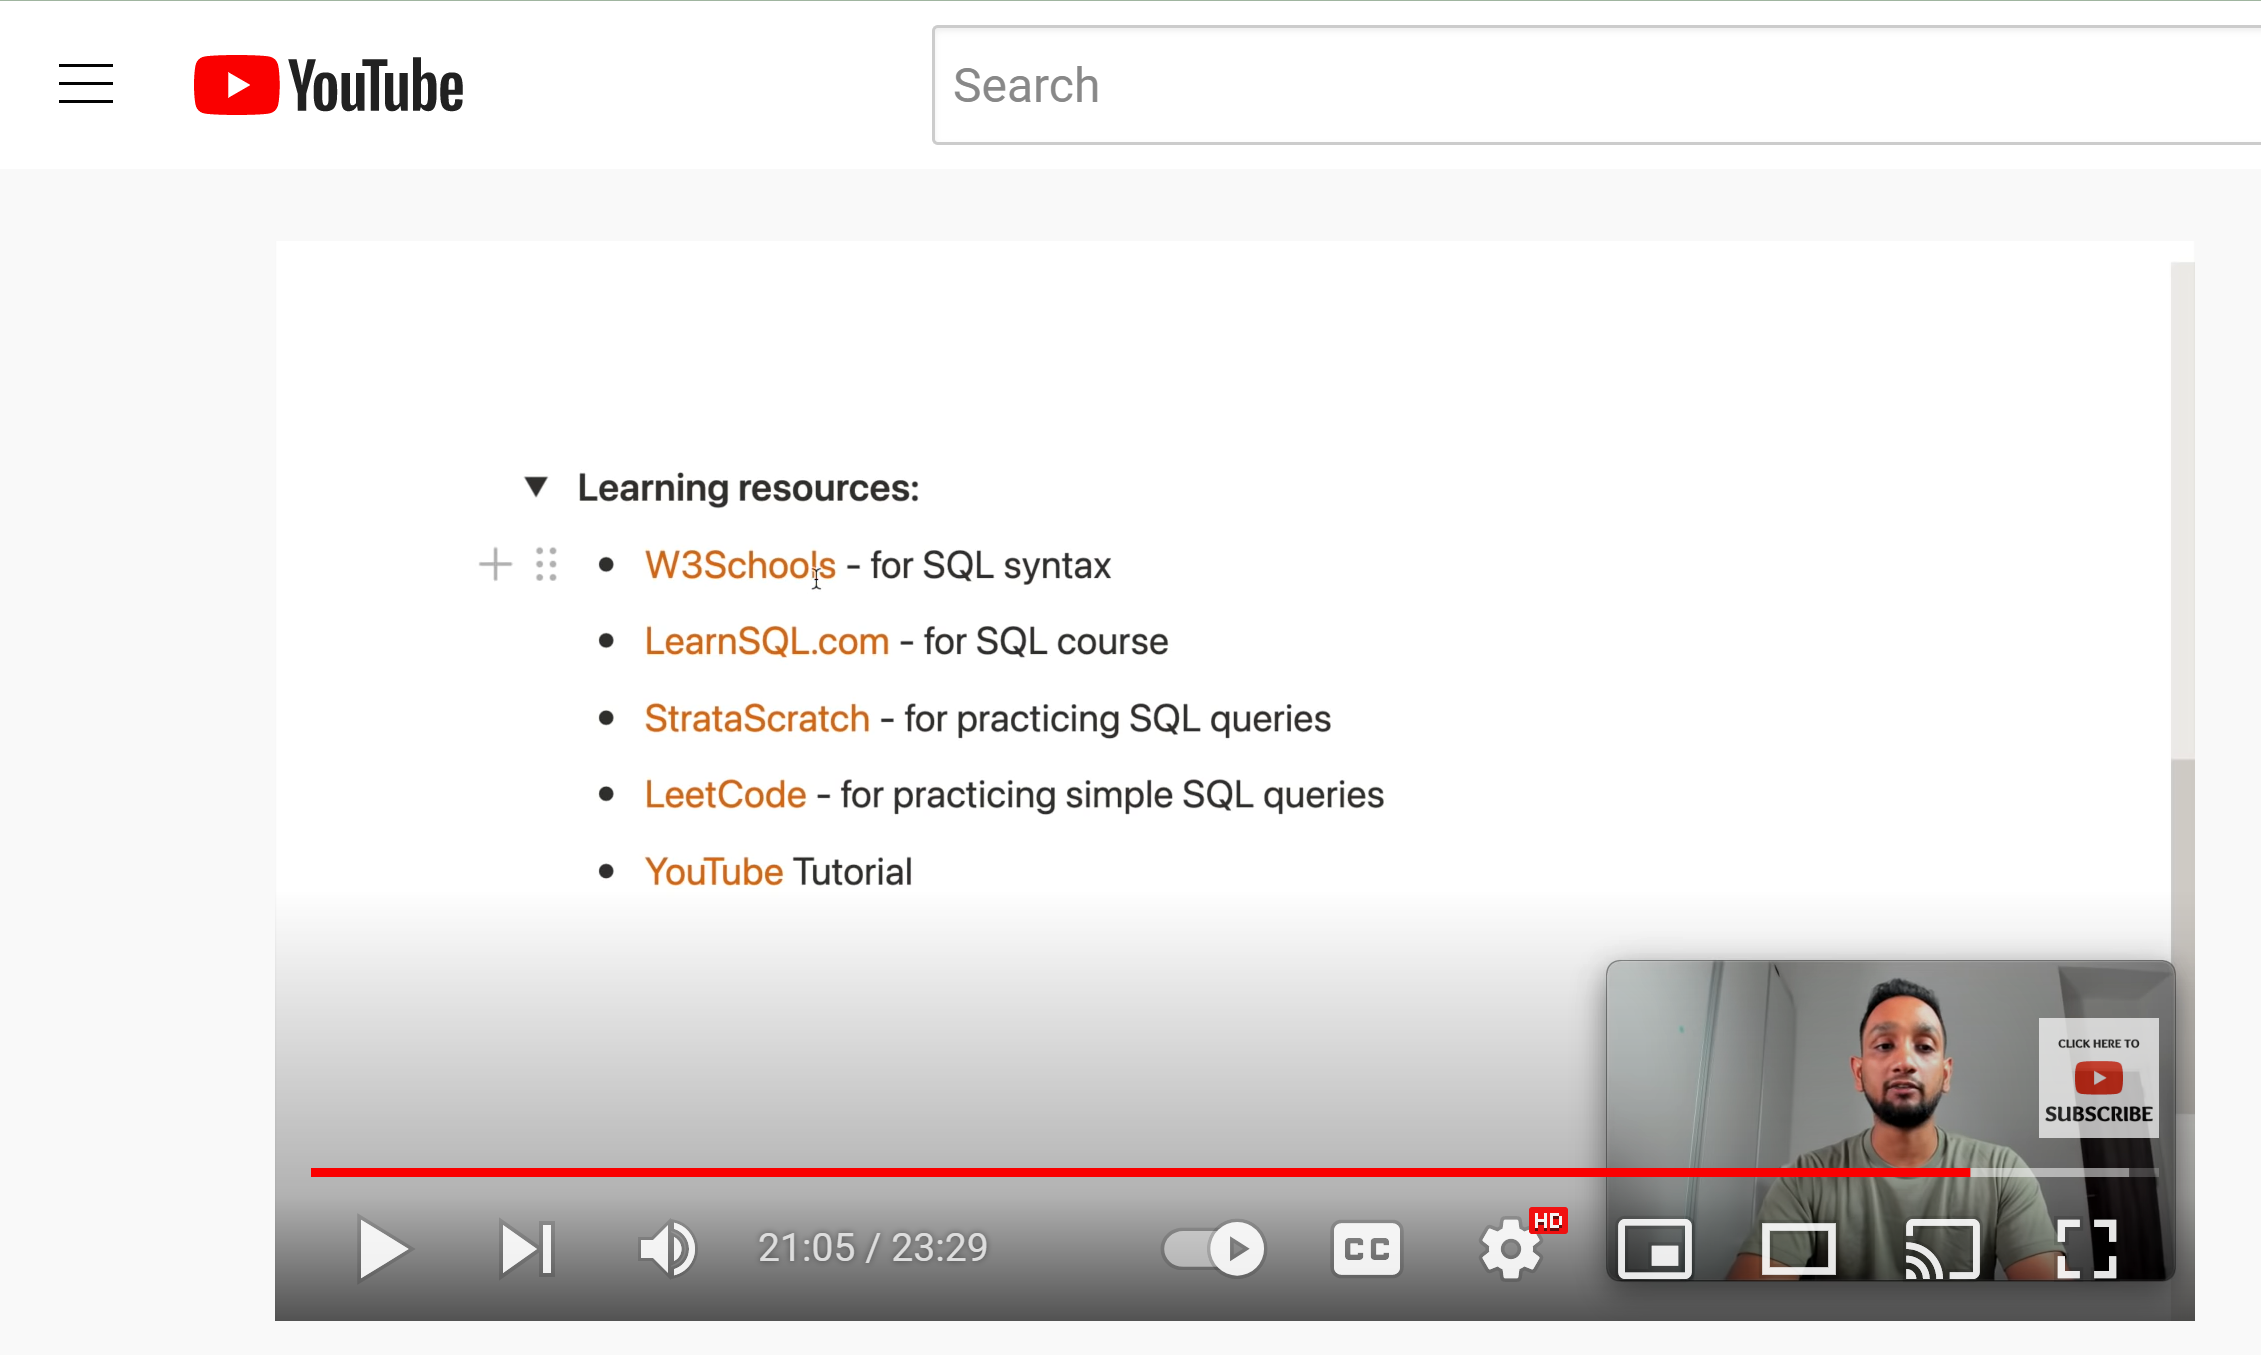 YouTube
Search
Learning resources:
W3Schools - for SQL syntax
LearnSQL.com - for SQL course
StrataScratch - for practicing SQL queries
LeetCode - for practicing simple SQL queries
YouTube Tutorial
CLICK HERE TO
SUBSCRIBE
21:05 / 23:29
CC
HD